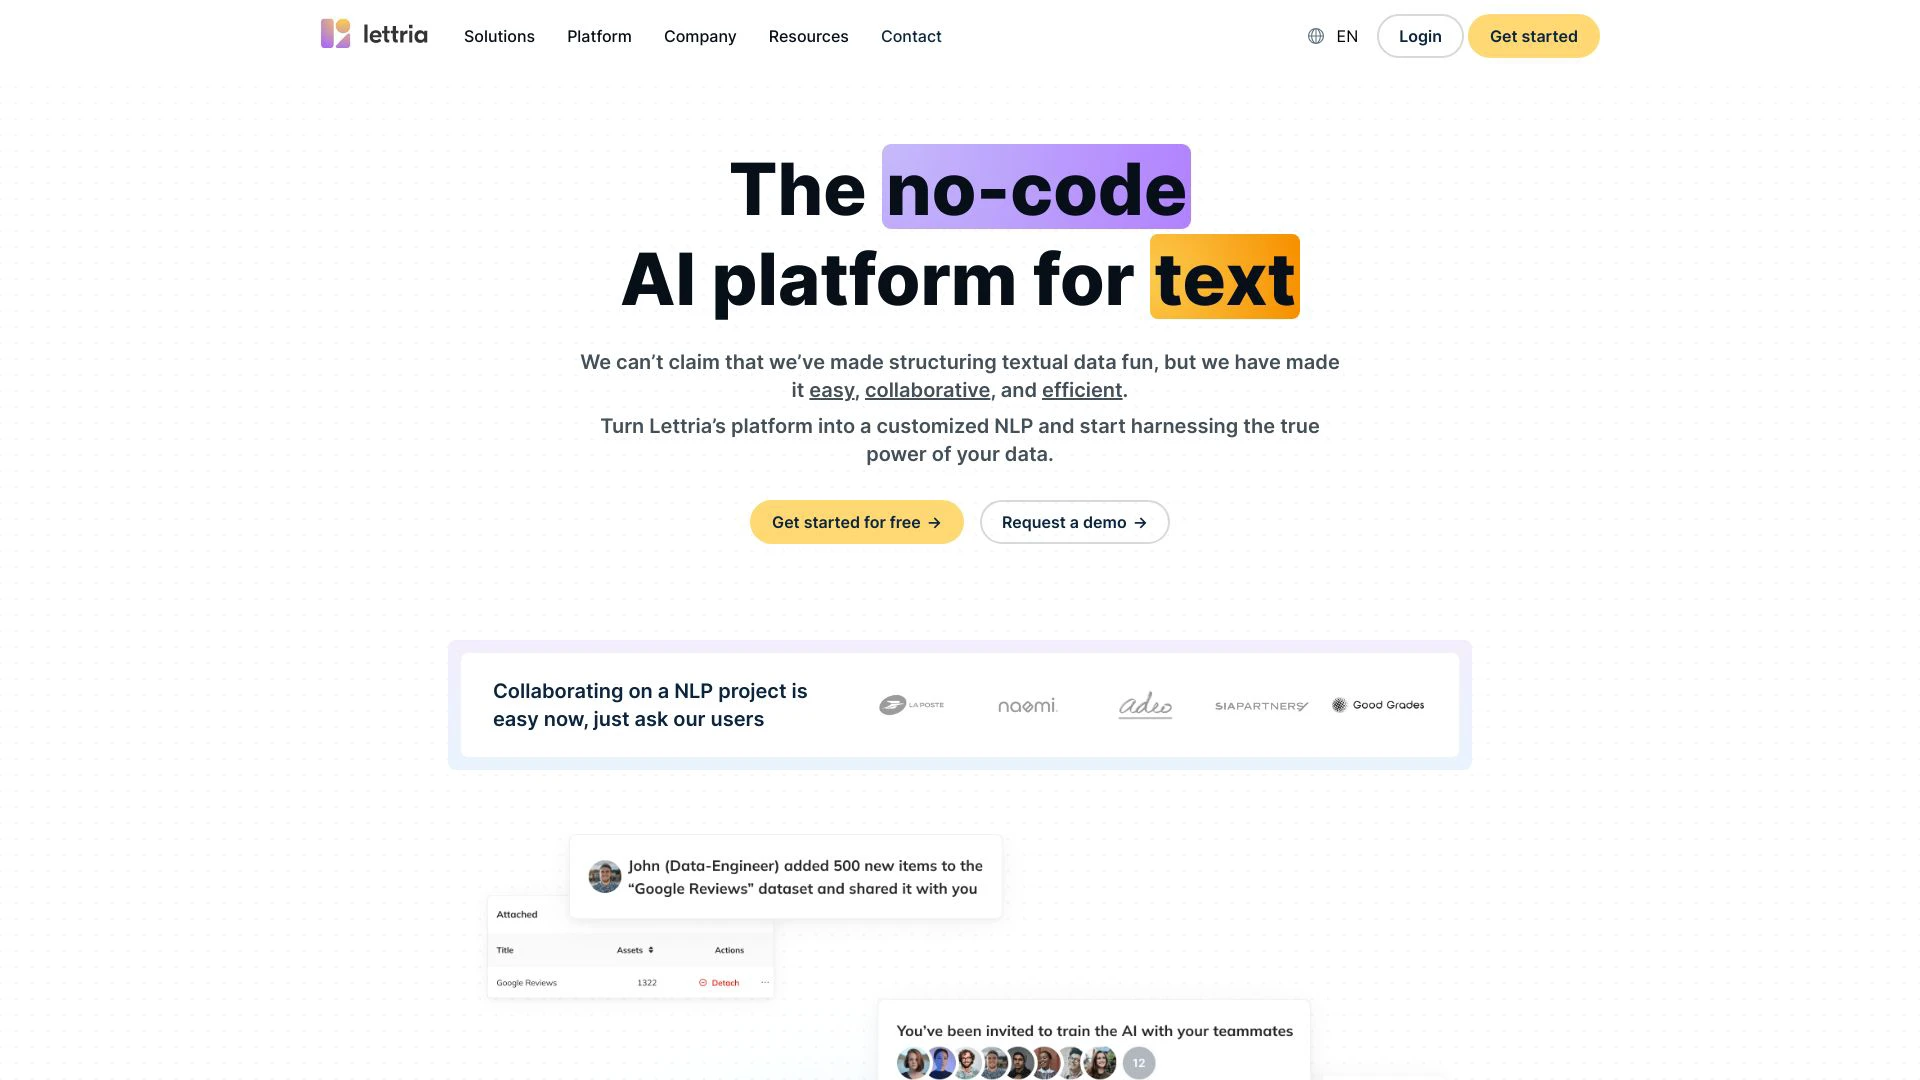 lettria
Solutions
Platform
Company
Resources
Contact
EN
Login
Get started
The no-code
AI platform for text
We can’t claim that we’ve made structuring textual data fun, but we have made
it easy, collaborative, and efficient.
Turn Lettria’s platform into a customized NLP and start harnessing the true
power of your data.
Get started for free →
Request a demo →
Collaborating on a NLP project is
easy now, just ask our users
LA POSTE
naomi.
adeo
SIAPARTNERS
Good Grades
John (Data-Engineer) added 500 new items to the
“Google Reviews” dataset and shared it with you
Attached
Title
Assets
Actions
Google Reviews
1322
Detach
...
You’ve been invited to train the AI with your teammates
12